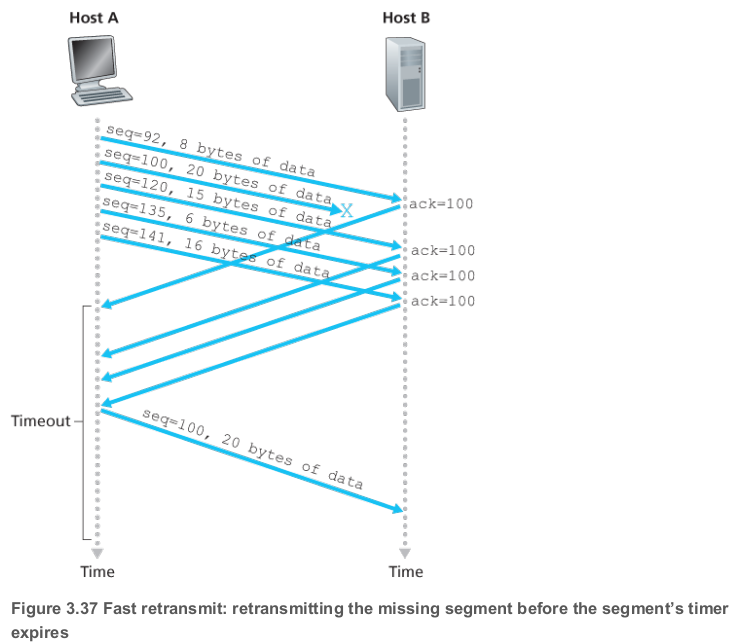 Host A
Host B
seq=92, 8 bytes of data
seq=100, 20 bytes of data
X
ack=100
seq=120, 15 bytes of data
seq=135, 6 bytes of data
seq=141, 16 bytes of data
ack=100
ack=100
ack=100
Timeout
seq=100, 20 bytes of data
Time
Time
Figure 3.37 Fast retransmit: retransmitting the missing segment before the segment’s timer
expires